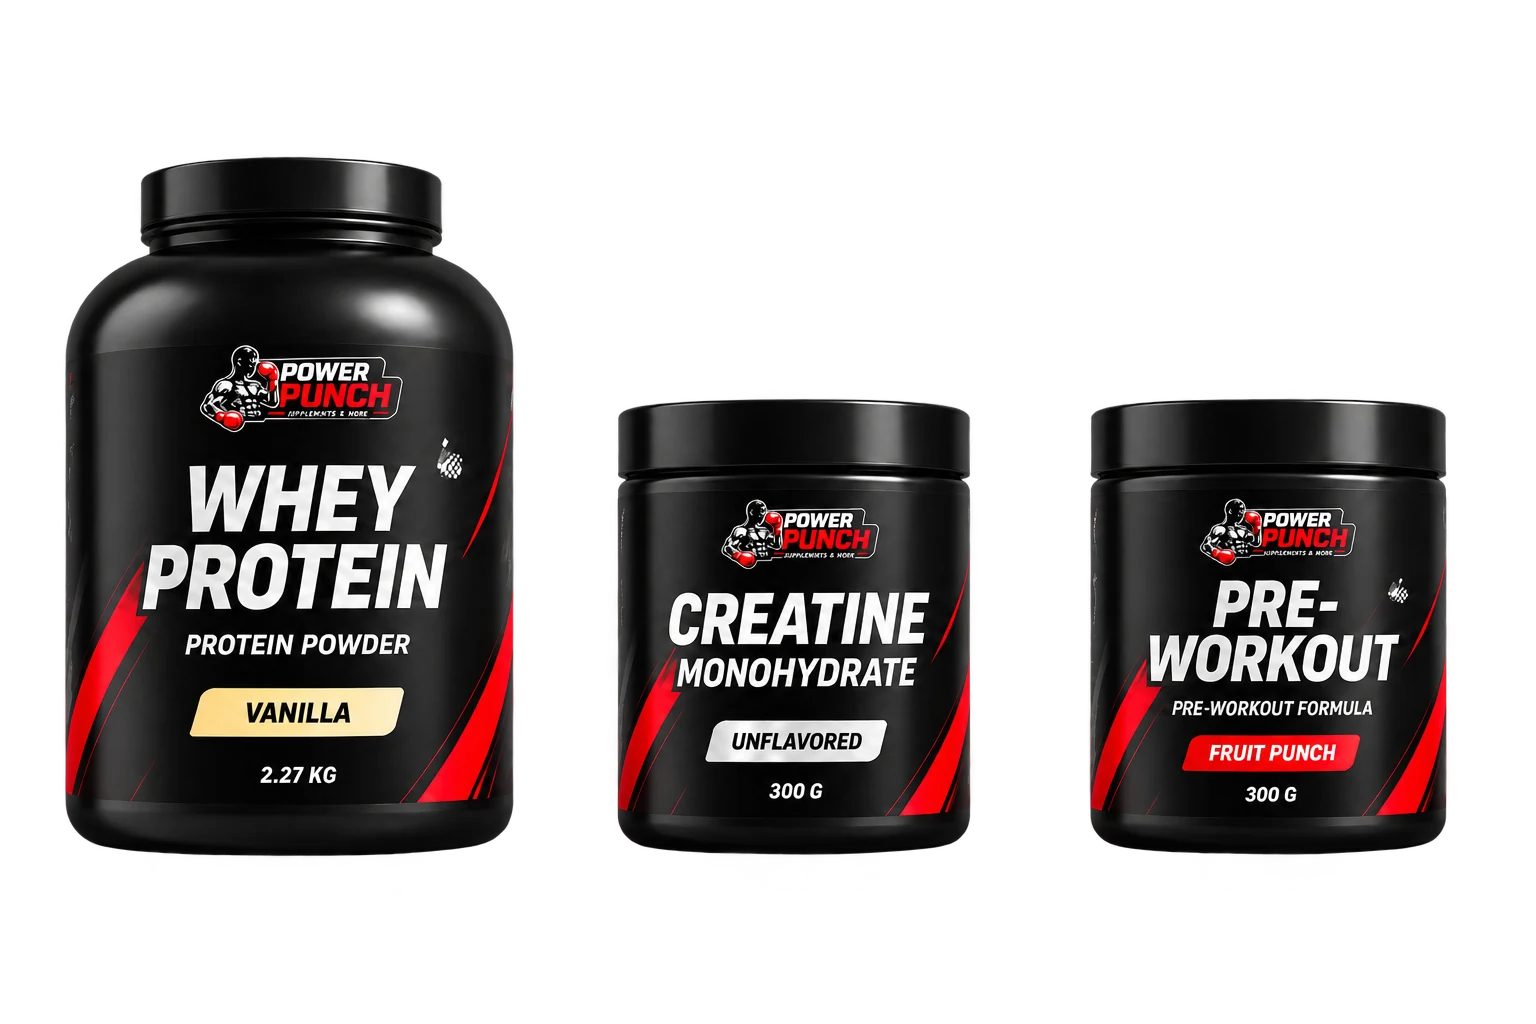 POWER
PUNCH
SUPPLEMENTS & MORE
WHEY
PROTEIN
PROTEIN POWDER
VANILLA
2.27 KG
POWER
PUNCH
SUPPLEMENTS & MORE
CREATINE
MONOHYDRATE
UNFLAVORED
300 G
POWER
PUNCH
SUPPLEMENTS & MORE
PRE-
WORKOUT
PRE-WORKOUT FORMULA
FRUIT PUNCH
300 G